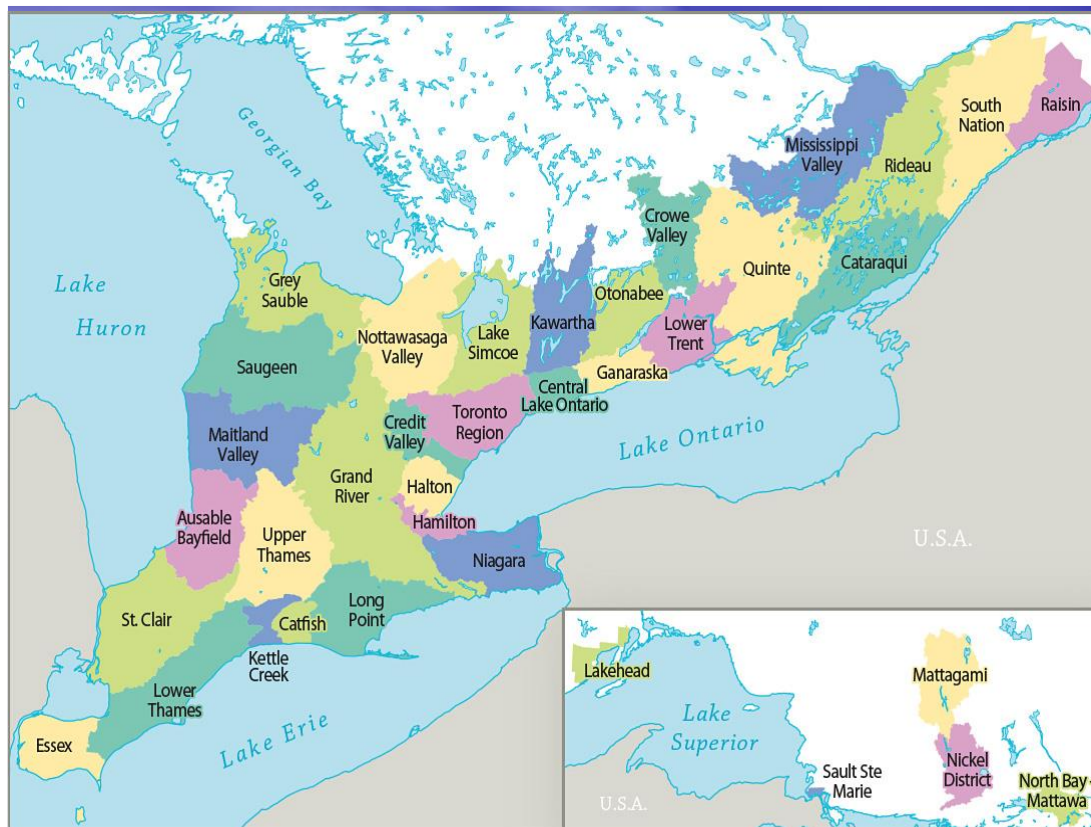 Georgian Bay
Lake
Huron
Grey
Sauble
Saugeen
Nottawasaga
Valley
Lake
Simcoe
Kawartha
Otonabee
Crowe
Valley
Mississippi
Valley
Rideau
South
Nation
Raisin
Quinte
Cataraqui
Lower
Trent
Ganaraska
Central
Lake Ontario
Toronto
Region
Credit
Valley
Maitland
Valley
Grand
River
Halton
Hamilton
Niagara
Lake Ontario
U.S.A.
Ausable
Bayfield
Upper
Thames
St. Clair
Long
Point
Catfish
Kettle
Creek
Lower
Thames
Essex
Lake Erie
Lakehead
Lake
Superior
U.S.A.
Sault Ste
Marie
Mattagami
Nickel
District
North Bay -
Mattawa